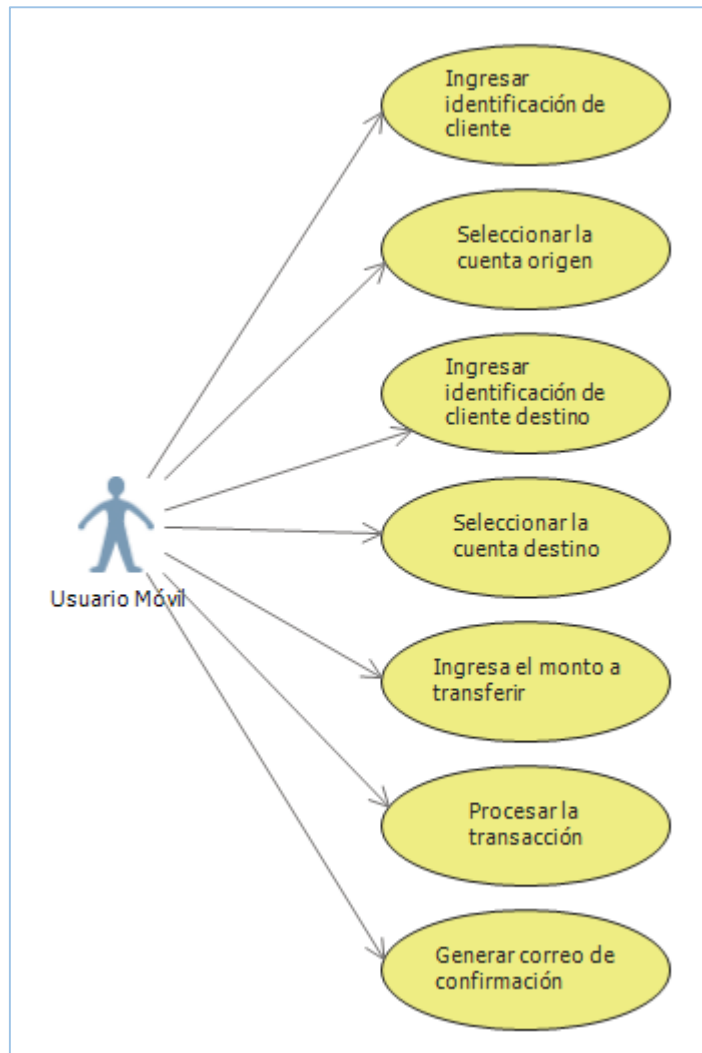 Ingresar
identificación de
cliente
Seleccionar la
cuenta origen
Ingresar
identificación de
cliente destino
Seleccionar la
cuenta destino
Usuario Móvil
Ingresa el monto a
transferir
Procesar la
transacción
Generar correo de
confirmación